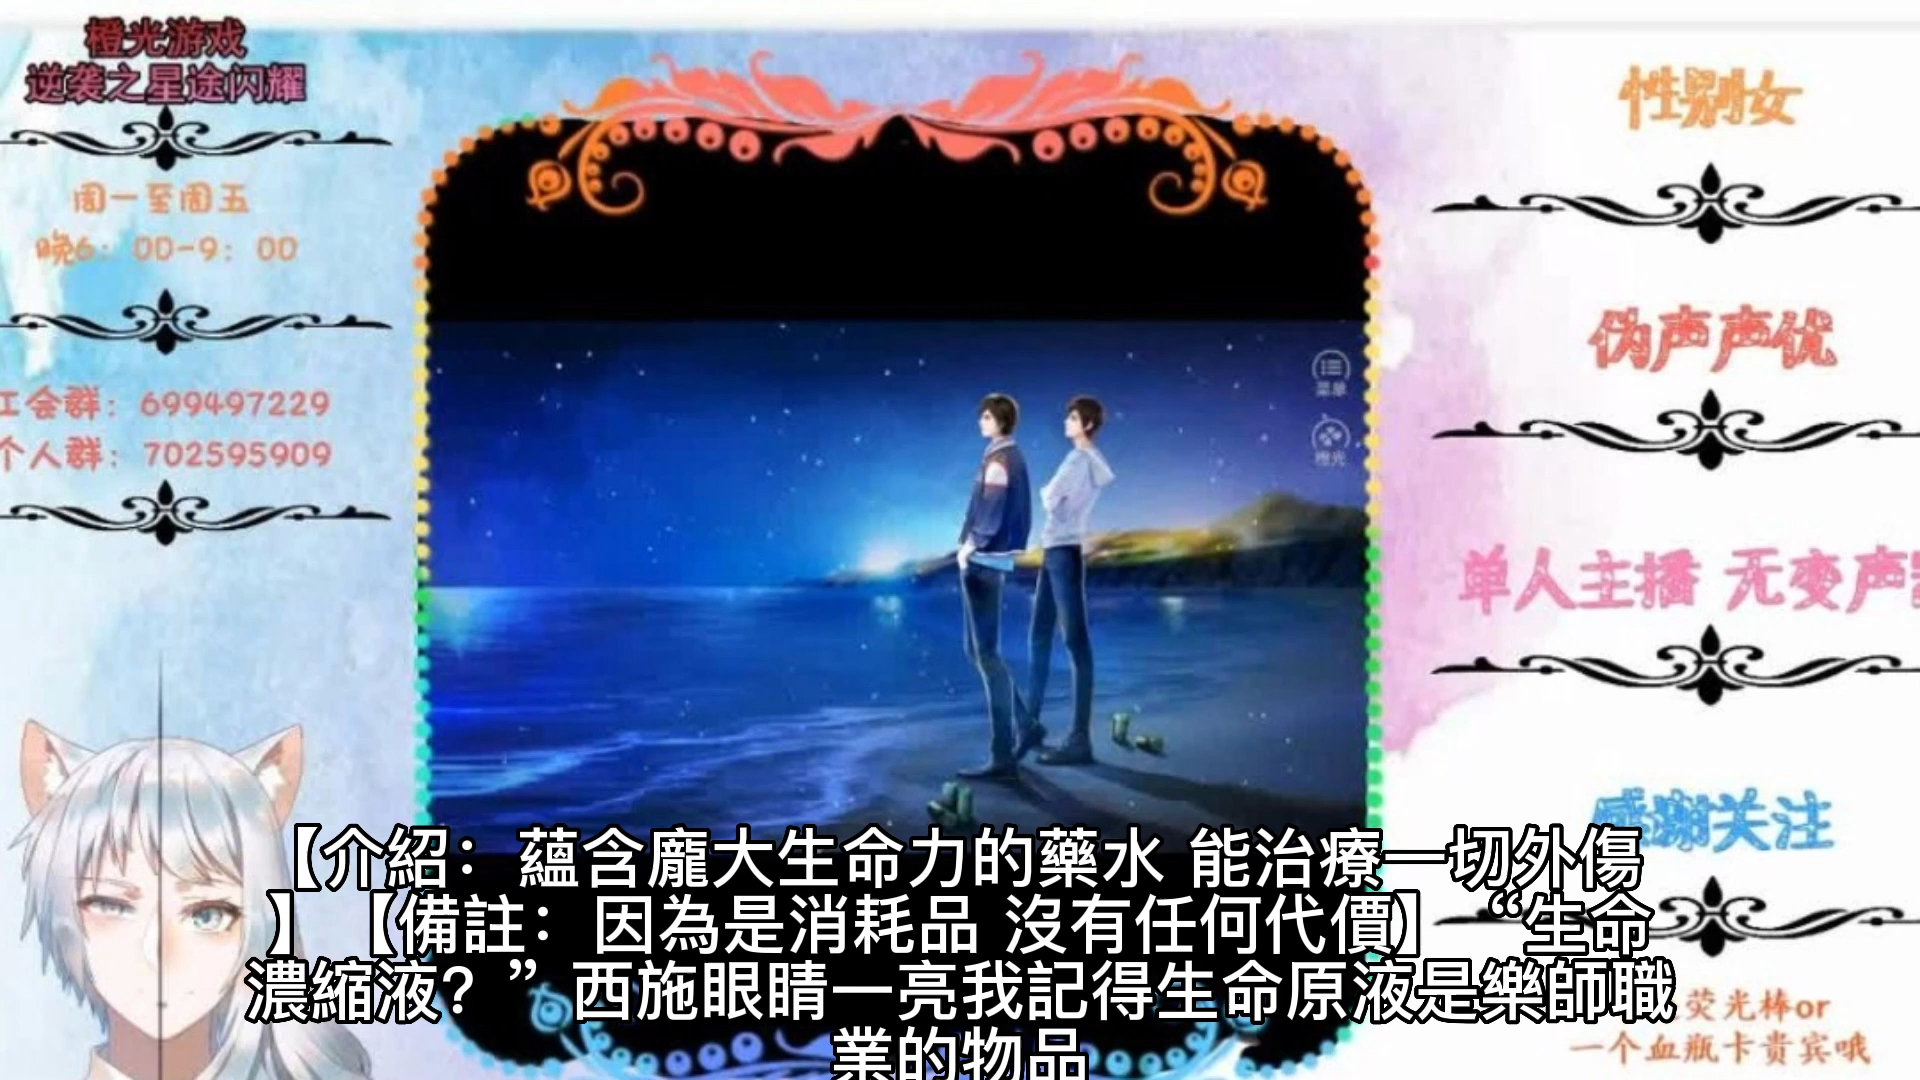 橙光游戏
逆袭之星途闪耀
周一至周五
晚6：00-9：00
工会群：699497229
个人群：702595909
性别女
伪声声优
单人主播 无变声器
感谢关注
荧光棒or
一个血瓶卡贵宾哦
菜单
橙光
【介紹：蘊含龐大生命力的藥水 能治療一切外傷
】【備註：因為是消耗品 沒有任何代價】“生命
濃縮液？”西施眼睛一亮我記得生命原液是樂師職
業的物品